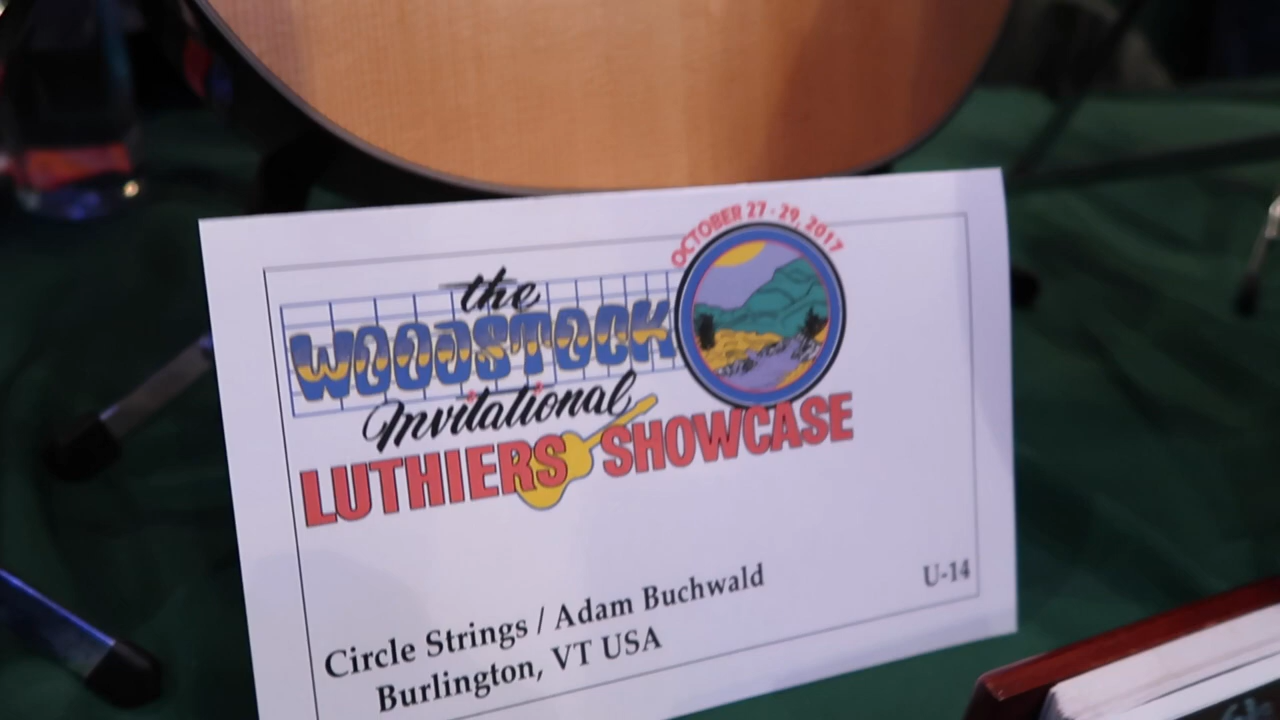 OCTOBER 27 - 29, 2017
the
WOODSTOCK
Invitational
LUTHIERS SHOWCASE
U-14
Circle Strings / Adam Buchwald
Burlington, VT USA